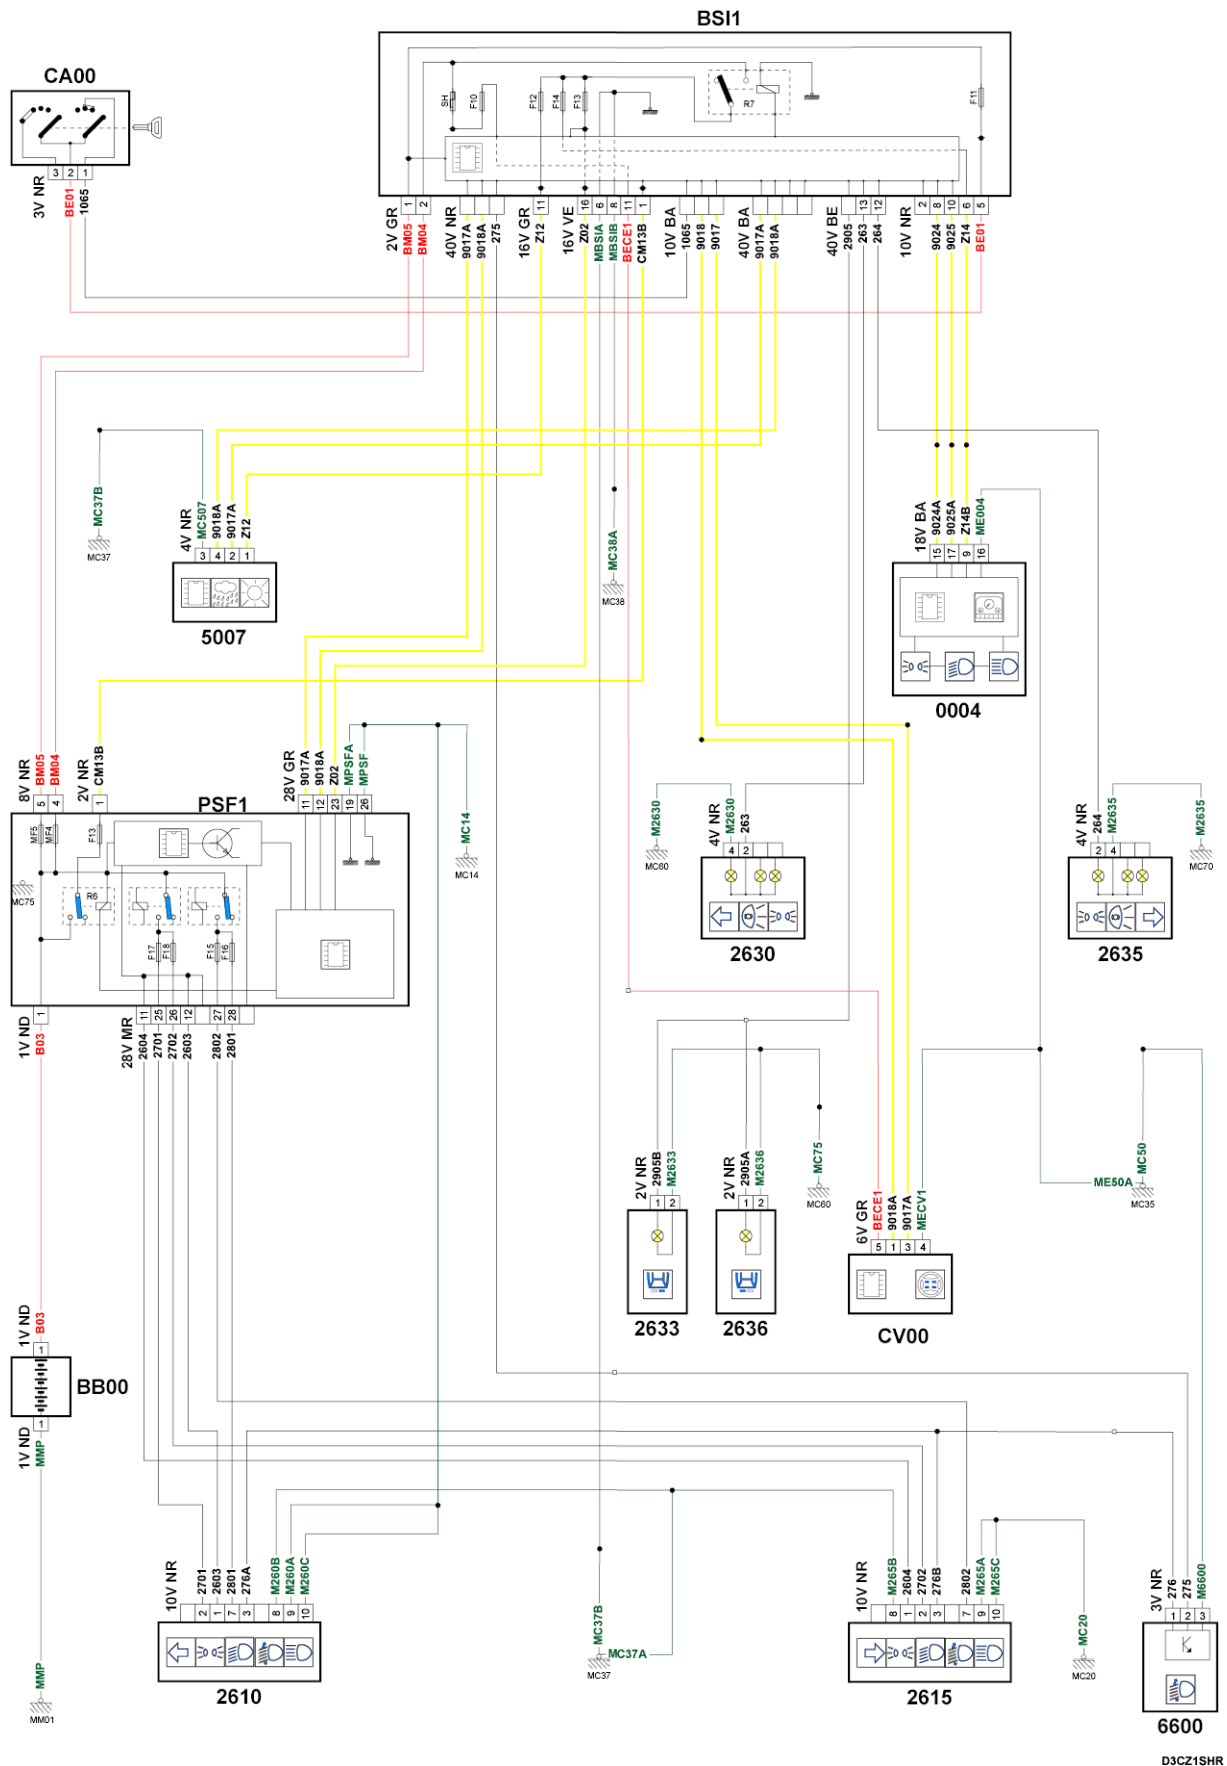 BSI1
CA00
SH
F10
F12
F14
F13
R7
F11
3 2 1
3V NR
BE01
1065
1 2
2V GR
BM05
BM04
40V NR
9017A
9018A
275
11
16V GR
Z12
16 6 8 11 1
16V VE
Z02
MBSIA
MBSIB
BECE1
CM13B
10V BA
1065
9018
9017
40V BA
9017A
9018A
13 12
40V BE
2905
263
264
2 8 10 6 5
10V NR
9024
9025
Z14
BE01
MC37B
MC37
4V NR
MC507
9018A
9017A
Z12
3 4 2 1
5007
MC38A
MC38
18V BA
9024A
9025A
Z14B
ME004
15 17 9 16
0004
8V NR
BM05
BM04
5 4
2V NR
CM13B
1
PSF1
28V GR
9017A
9018A
Z02
MPSFA
MPSF
11 12 23 19 26
MC14
MC14
MF5
MF4
F13
MC75
R6
F17
F18
F15
F16
1
1V ND
B03
11 25 26 12 27 28
28V MR
2604
2701
2702
2603
2802
2801
M2630
MC60
4V NR
M2630
263
4 2
2630
4V NR
264
M2635
2 4
M2635
MC70
2635
2V NR
2905B
M2633
1 2
2633
2V NR
2905A
M2636
1 2
2636
MC75
MC60
6V GR
BECE1
9018A
9017A
MECV1
5 1 3 4
CV00
ME50A
MC50
MC35
1V ND
B03
1
BB00
1
1V ND
MMP
MMP
MM01
10V NR
2701
2603
2801
276A
M260B
M260A
M260C
2 1 7 3 8 9 10
2610
MC37B
MC37A
MC37
10V NR
M265B
2604
2702
276B
2802
M265A
M265C
8 1 2 3 7 9 10
2615
MC20
MC20
3V NR
276
275
M6600
1 2 3
6600
D3CZ1SHR